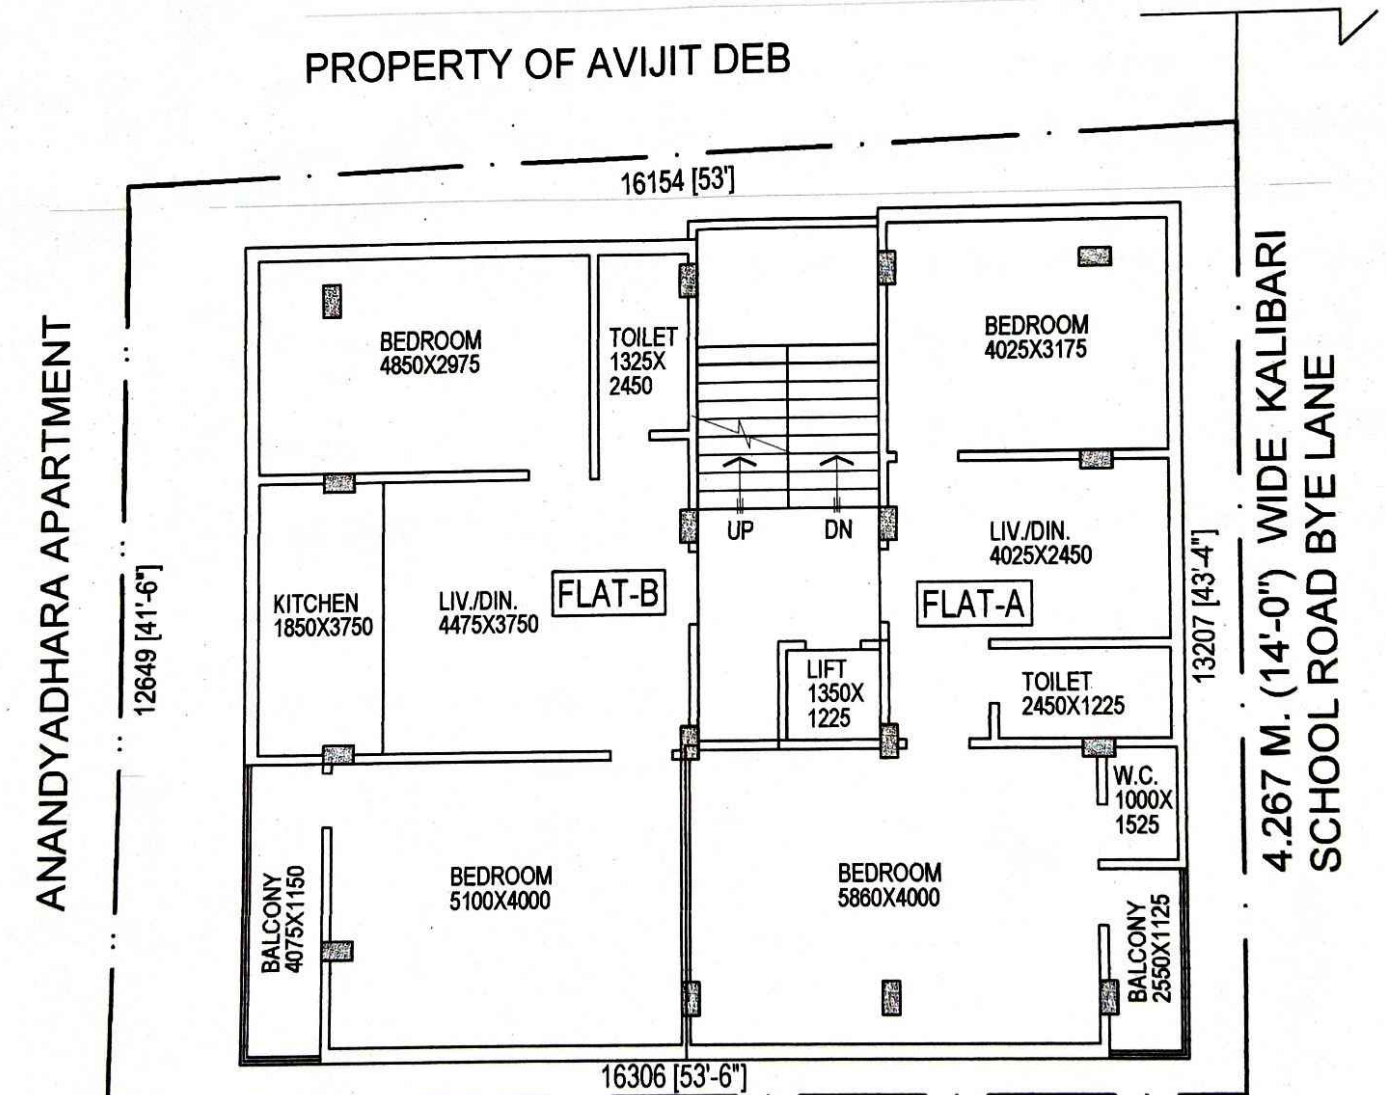 PROPERTY OF AVIJIT DEB
16154 [53']
ANANDYADHARA APARTMENT
12649 [41'-6"]
BEDROOM
4850X2975
TOILET
1325X
2450
BEDROOM
4025X3175
UP
DN
LIV./DIN.
4025X2450
KITCHEN
1850X3750
LIV./DIN.
4475X3750
FLAT-B
FLAT-A
LIFT
1350X
1225
TOILET
2450X1225
13207 [43'-4"]
4.267 M. (14'-0") WIDE KALIBARI
SCHOOL ROAD BYE LANE
W.C.
1000X
1525
BALCONY
4075X1150
BEDROOM
5100X4000
BEDROOM
5860X4000
BALCONY
2550X1125
16306 [53'-6"]